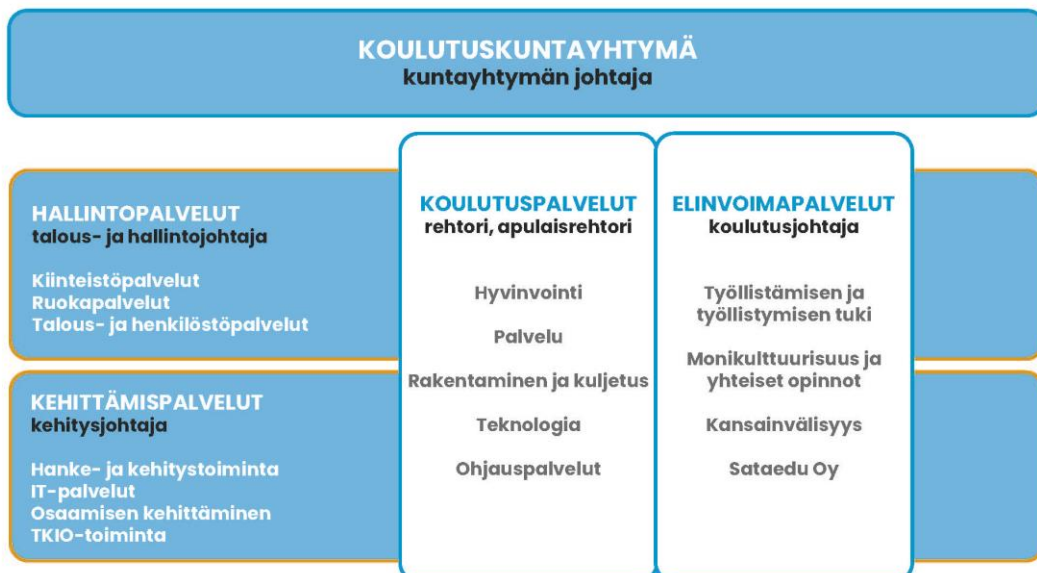 KOULUTUSKUNTAYHTYMÄ
kuntayhtymän johtaja
HALLINTOPALVELUT
talous- ja hallintojohtaja
Kiinteistöpalvelut
Ruokapalvelut
Talous- ja henkilöstöpalvelut
KEHITTÄMISPALVELUT
kehitysjohtaja
Hanke- ja kehitystoiminta
IT-palvelut
Osaamisen kehittäminen
TKIO-toiminta
KOULUTUSPALVELUT
rehtori, apulaisrehtori
Hyvinvointi
Palvelu
Rakentaminen ja kuljetus
Teknologia
Ohjauspalvelut
ELINVOIMAPALVELUT
koulutusjohtaja
Työllistämisen ja
työllistymisen tuki
Monikulttuurisuus ja
yhteiset opinnot
Kansainvälisyys
Sataedu Oy